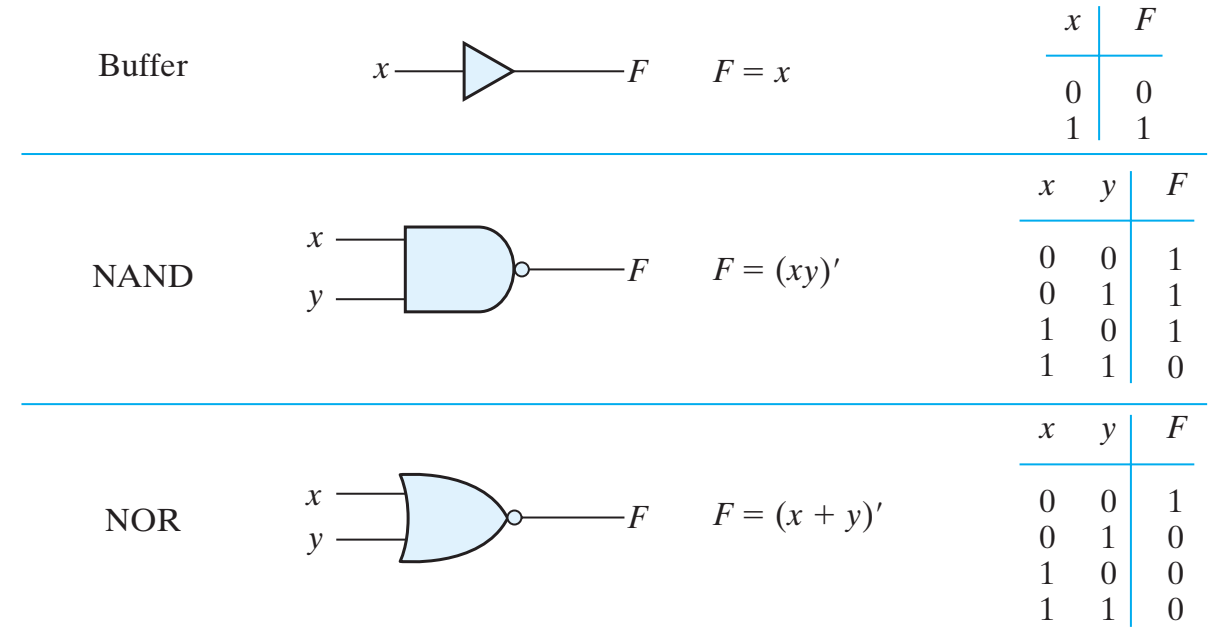 x F
Buffer x F F = x
0 0
1 1
x y F
x
NAND F F = (xy)′
y
0 0 1
0 1 1
1 0 1
1 1 0
x y F
x
NOR F F = (x + y)′
y
0 0 1
0 1 0
1 0 0
1 1 0